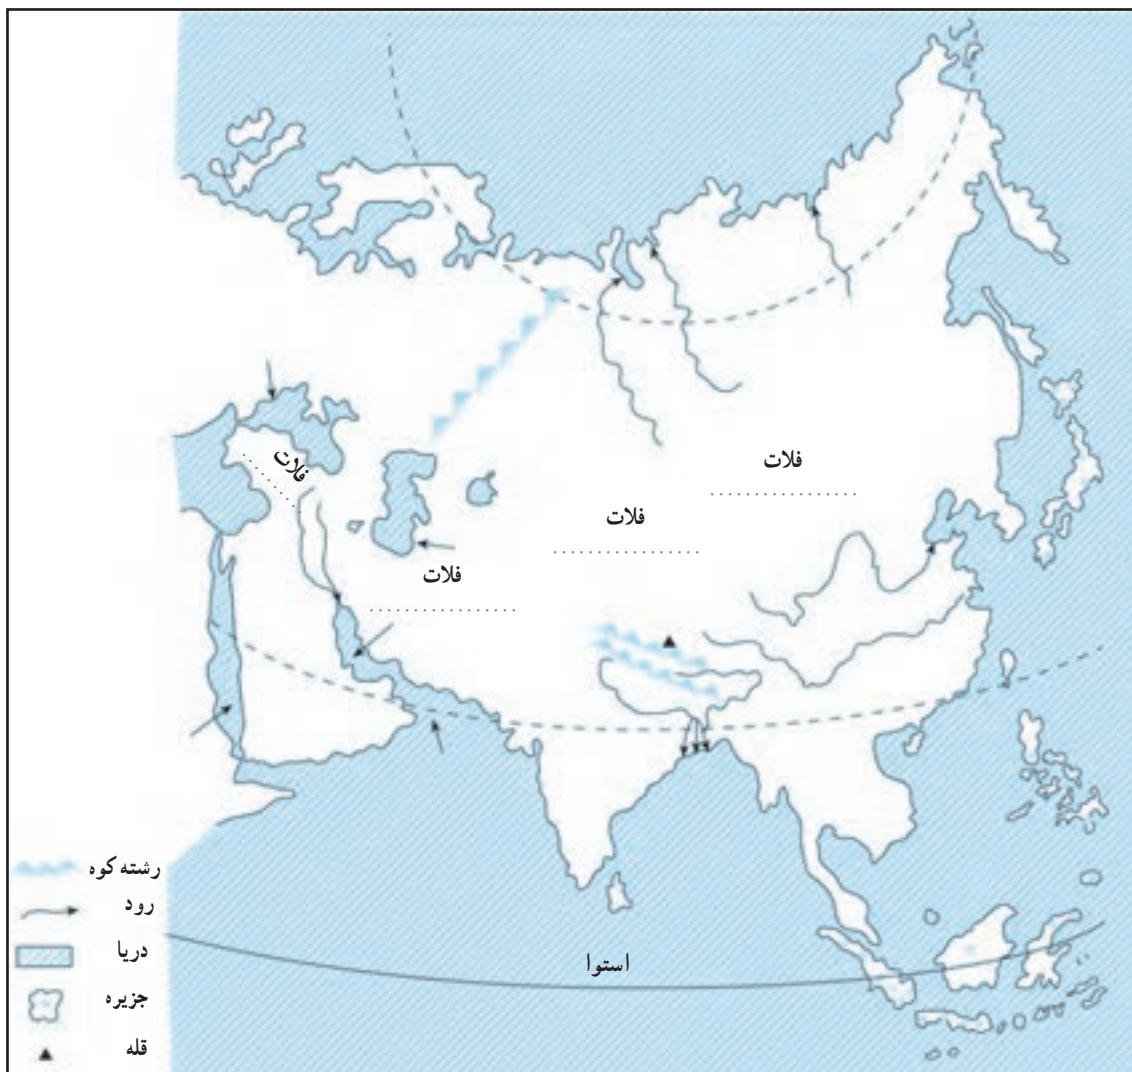 فلات
فلات
فلات
فلات
استوا
رشته کوه
رود
دریا
جزیره
قله